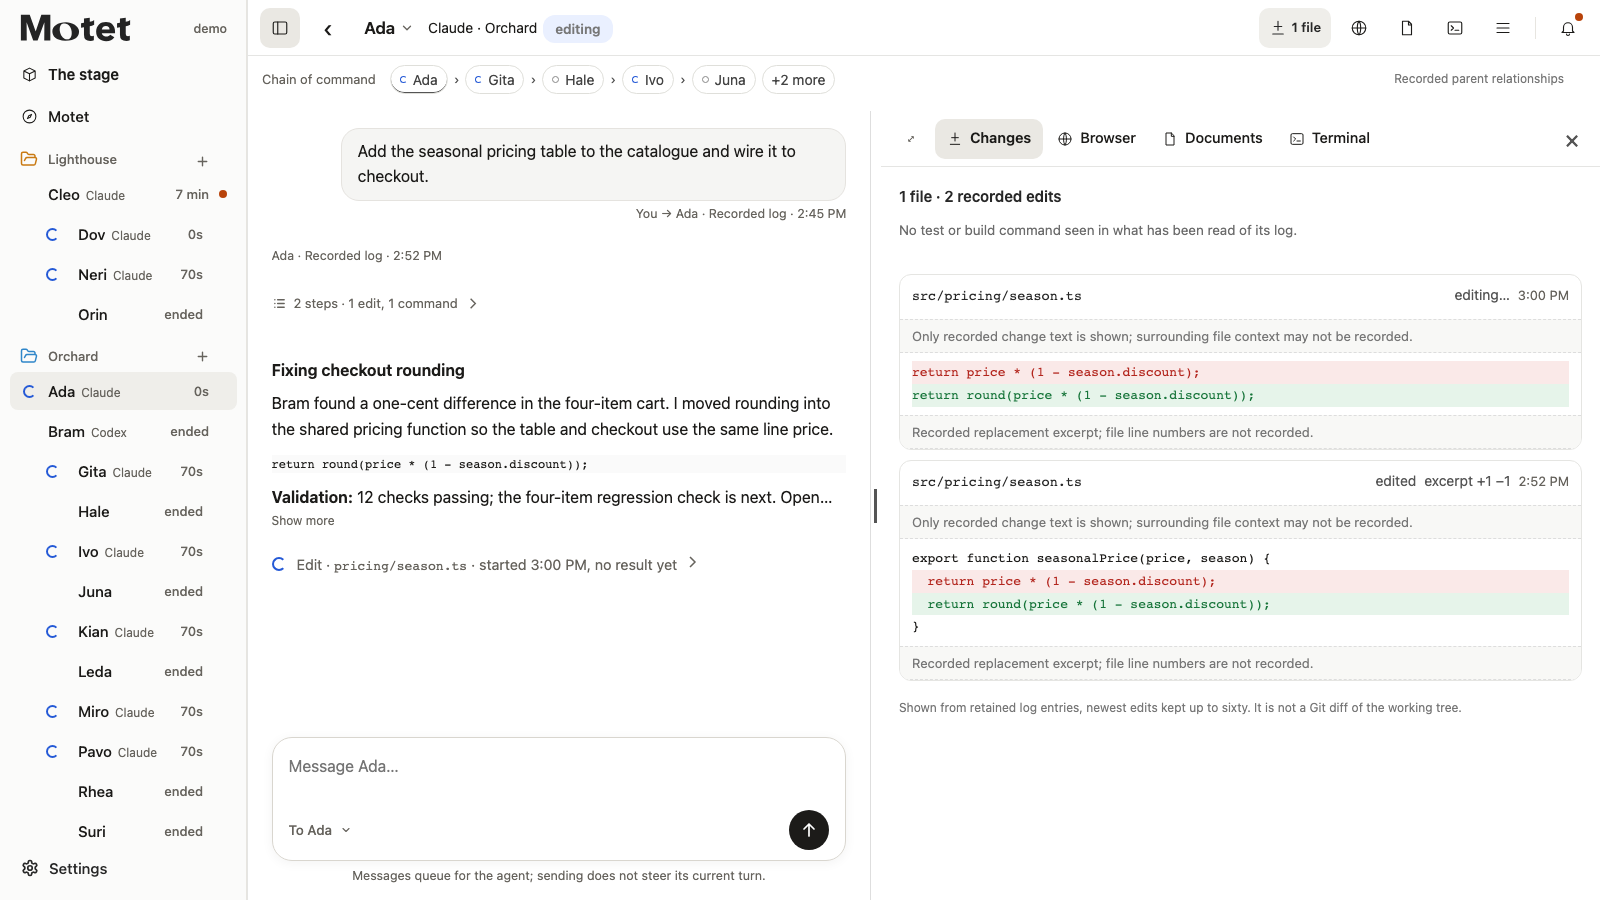 Motet
demo
The stage
Motet
Lighthouse
Cleo Claude 7 min
Dov Claude 0s
Neri Claude 70s
Orin ended
Orchard
Ada Claude 0s
Bram Codex ended
Gita Claude 70s
Hale ended
Ivo Claude 70s
Juna ended
Kian Claude 70s
Leda ended
Miro Claude 70s
Pavo Claude 70s
Rhea ended
Suri ended
Settings
Ada Claude · Orchard editing
1 file
Chain of command Ada › Gita › Hale › Ivo › Juna +2 more
Recorded parent relationships
Add the seasonal pricing table to the catalogue and wire it to
checkout.
You → Ada · Recorded log · 2:45 PM
Ada · Recorded log · 2:52 PM
2 steps · 1 edit, 1 command
Fixing checkout rounding
Bram found a one-cent difference in the four-item cart. I moved rounding into
the shared pricing function so the table and checkout use the same line price.
return round(price * (1 - season.discount));
Validation: 12 checks passing; the four-item regression check is next. Open...
Show more
Edit · pricing/season.ts · started 3:00 PM, no result yet
Message Ada...
To Ada
Messages queue for the agent; sending does not steer its current turn.
Changes Browser Documents Terminal
1 file · 2 recorded edits
No test or build command seen in what has been read of its log.
src/pricing/season.ts editing... 3:00 PM
Only recorded change text is shown; surrounding file context may not be recorded.
return price * (1 - season.discount);
return round(price * (1 - season.discount));
Recorded replacement excerpt; file line numbers are not recorded.
src/pricing/season.ts edited excerpt +1 −1 2:52 PM
Only recorded change text is shown; surrounding file context may not be recorded.
export function seasonalPrice(price, season) {
return price * (1 - season.discount);
return round(price * (1 - season.discount));
}
Recorded replacement excerpt; file line numbers are not recorded.
Shown from retained log entries, newest edits kept up to sixty. It is not a Git diff of the working tree.